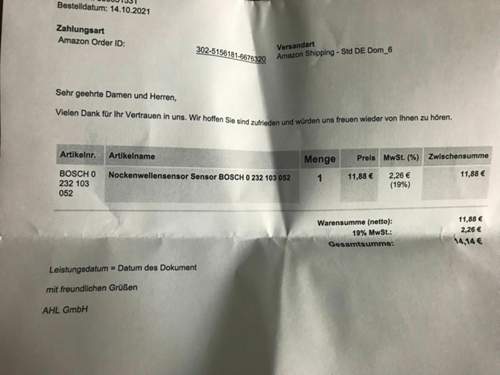 Bestelldatum: 14.10.2021
Zahlungsart
Amazon Order ID:
302-5156181-6676320
Versandart
Amazon Shipping - Std DE Dom_6
Sehr geehrte Damen und Herren,
Vielen Dank für Ihr Vertrauen in uns. Wir hoffen Sie sind zufrieden und würden uns freuen wieder von Ihnen zu hören.
Artikelnr. Artikelname Menge Preis MwSt. (%) Zwischensumme
BOSCH 0 232 103 052 Nockenwellensensor Sensor BOSCH 0 232 103 052 1 11,88 € 2,26 € (19%) 11,88 €
Warensumme (netto): 11,88 €
19% MwSt.: 2,26 €
Gesamtsumme: 14,14 €
Leistungsdatum = Datum des Dokument
mit freundlichen Grüßen
AHL GmbH